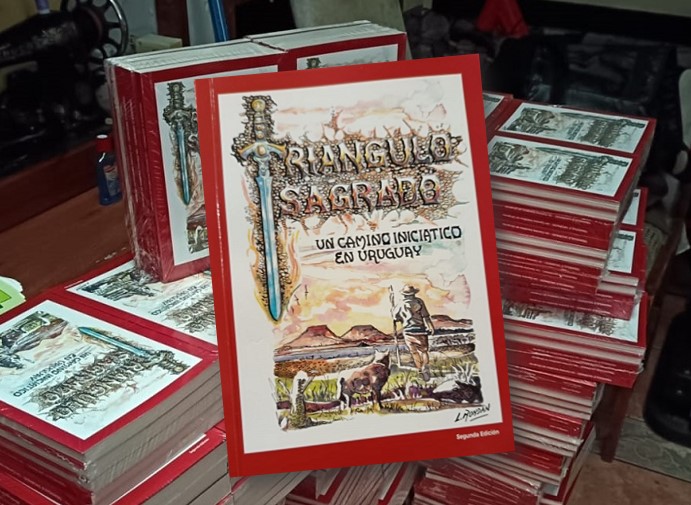 TRIANGULO
SAGRADO
UN CAMINO INICIATICO
EN URUGUAY
Segunda Edición